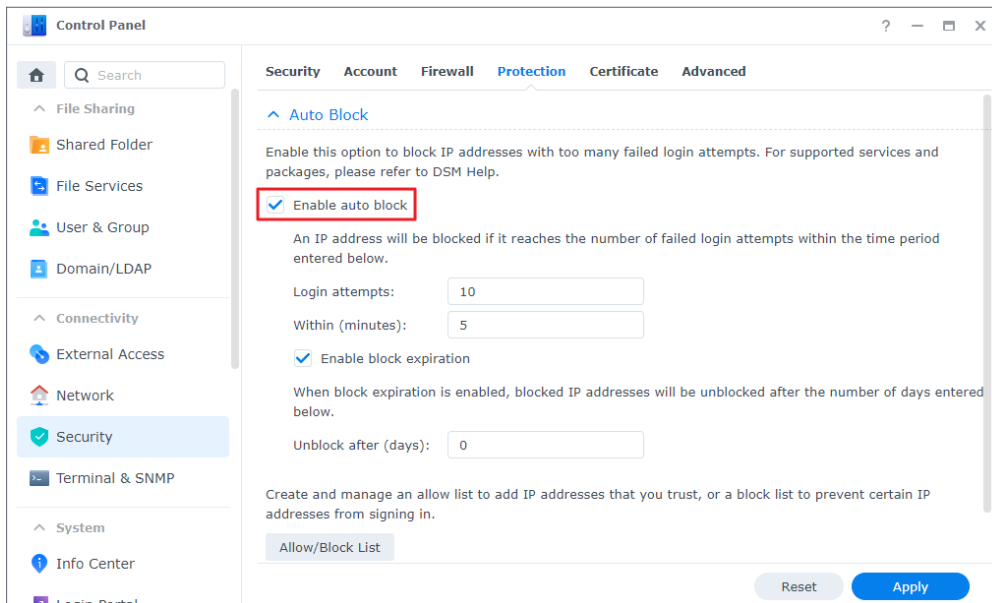 Control Panel
?
Search
File Sharing
Shared Folder
File Services
User & Group
Domain/LDAP
Connectivity
External Access
Network
Security
Terminal & SNMP
System
Info Center
Login Portal
Security Account Firewall Protection Certificate Advanced
Auto Block
Enable this option to block IP addresses with too many failed login attempts. For supported services and
packages, please refer to DSM Help.
Enable auto block
An IP address will be blocked if it reaches the number of failed login attempts within the time period
entered below.
Login attempts: 10
Within (minutes): 5
Enable block expiration
When block expiration is enabled, blocked IP addresses will be unblocked after the number of days entered
below.
Unblock after (days): 0
Create and manage an allow list to add IP addresses that you trust, or a block list to prevent certain IP
addresses from signing in.
Allow/Block List
Reset Apply